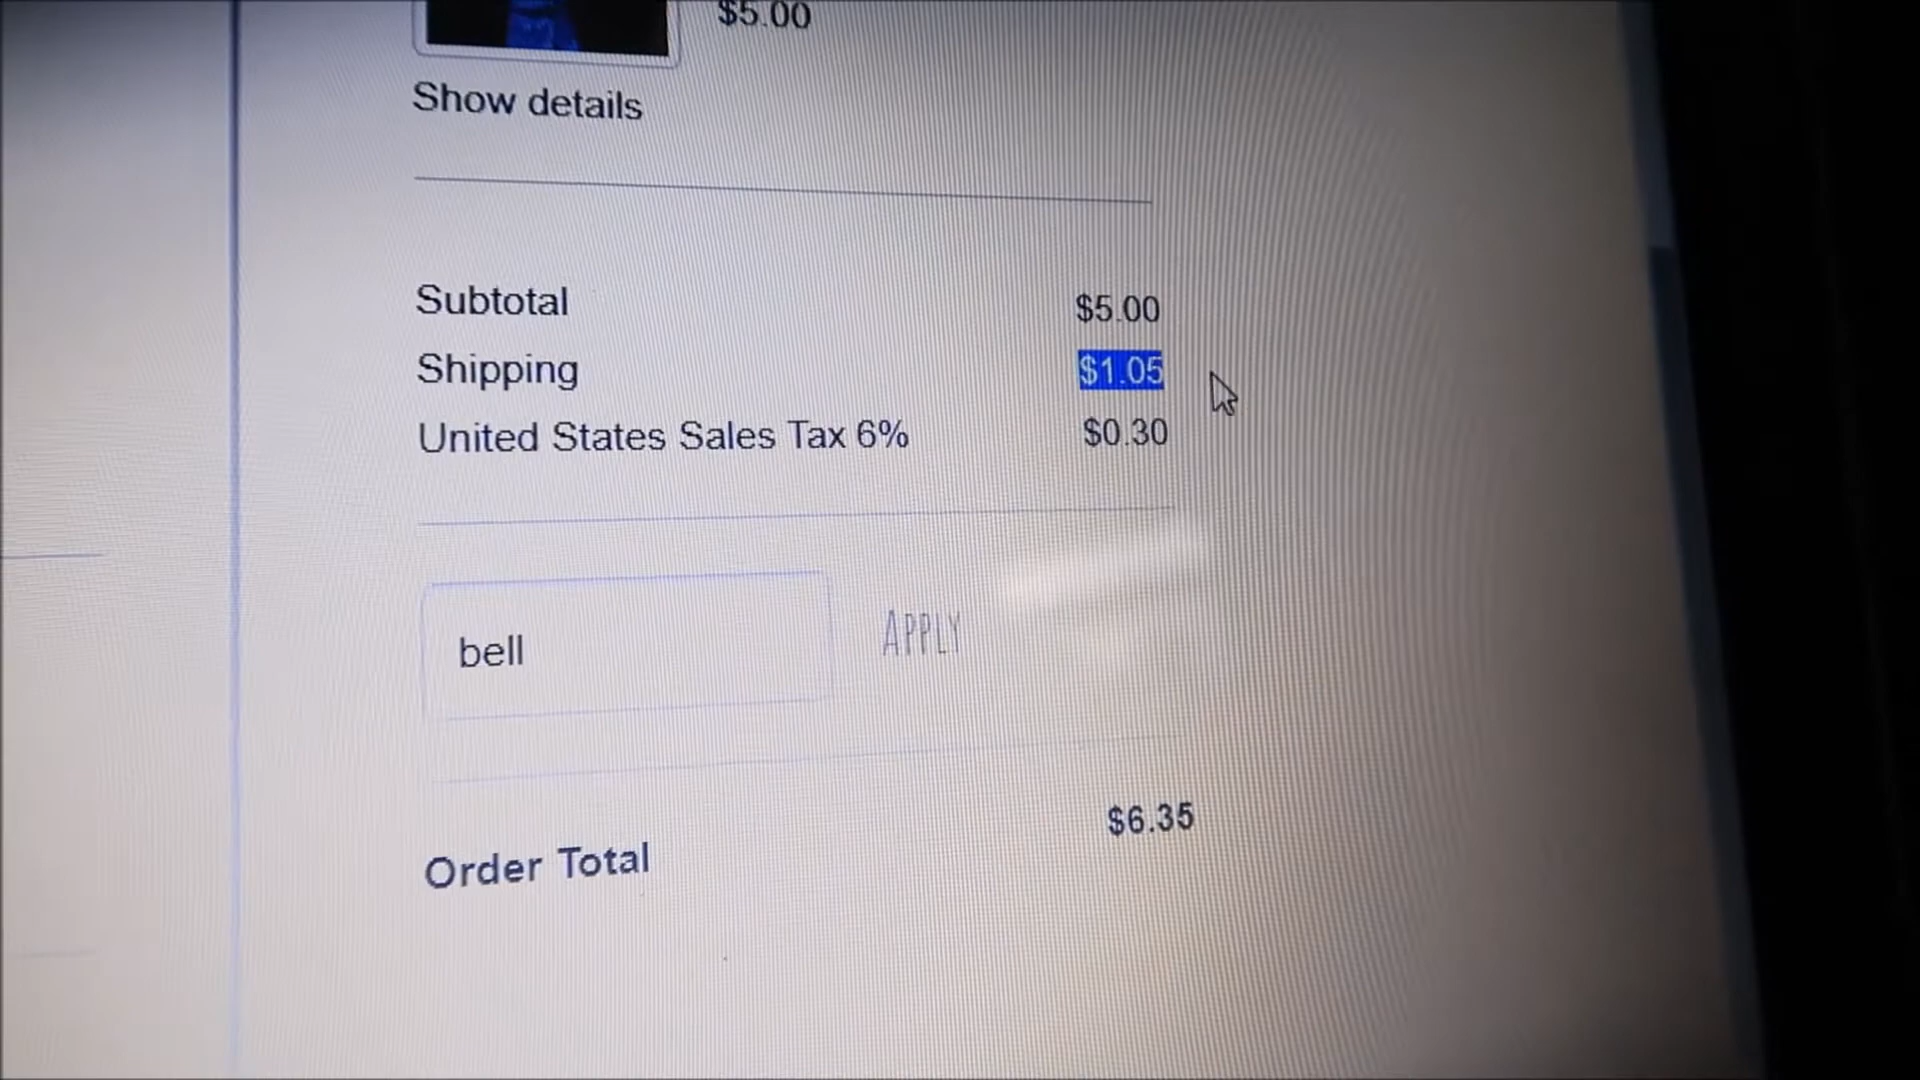 $5.00
Show details
Subtotal $5.00
Shipping $1.05
United States Sales Tax 6% $0.30
bell APPLY
Order Total $6.35